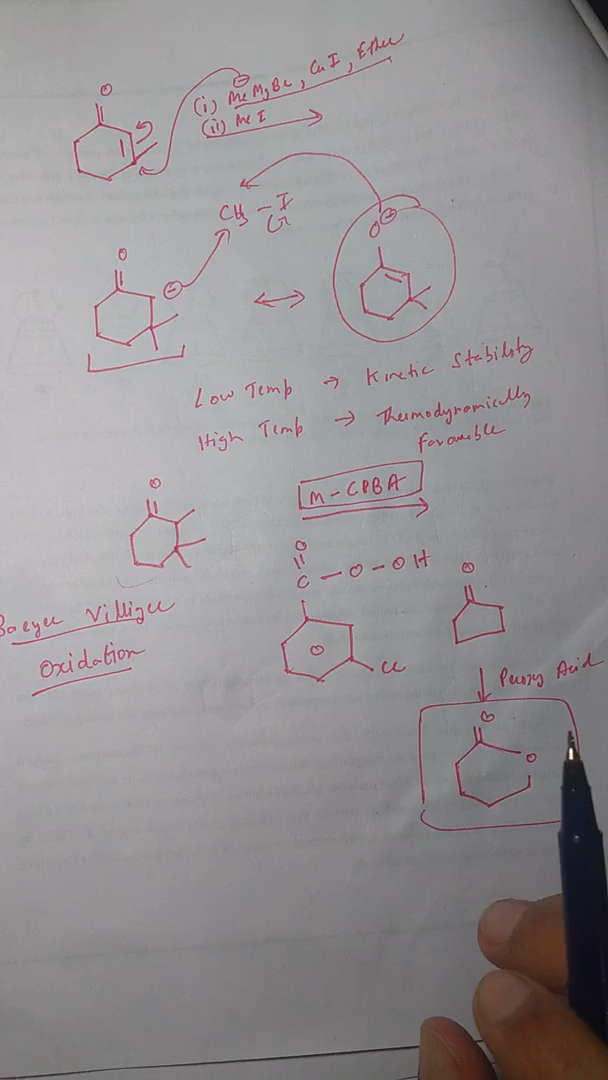 O
(i) MeMgBr, CuI, Ether
(ii) MeI
CH3 - I
O
O
Low Temp → Kinetic Stability
High Temp → Thermodynamically
Favourable
O
M-CPBA
O
C - O - OH
O
Baeyer Villiger
Oxidation
Cl
Peroxy Acid
O
O